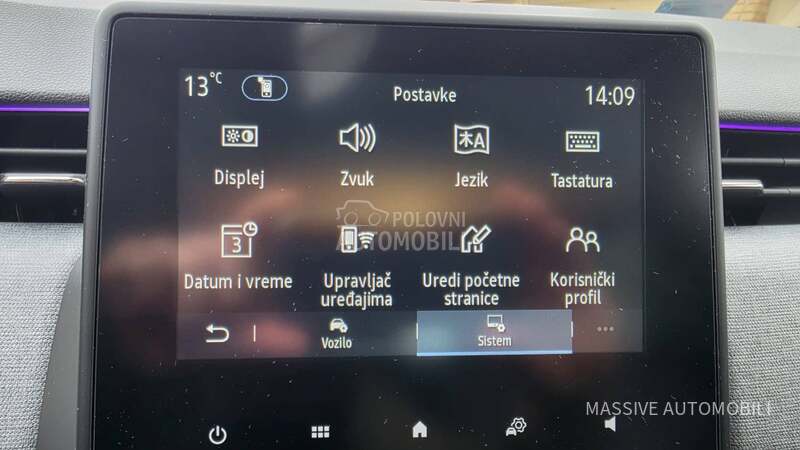 13°C
Postavke
14:09
Displej
Zvuk
Jezik
Tastatura
3
Datum i vreme
Upravljač
uređajima
Uredi početne
stranice
Korisnički
profil
Vozilo
Sistem
POLOVNI
AUTOMOBILI
MASSIVE AUTOMOBILI